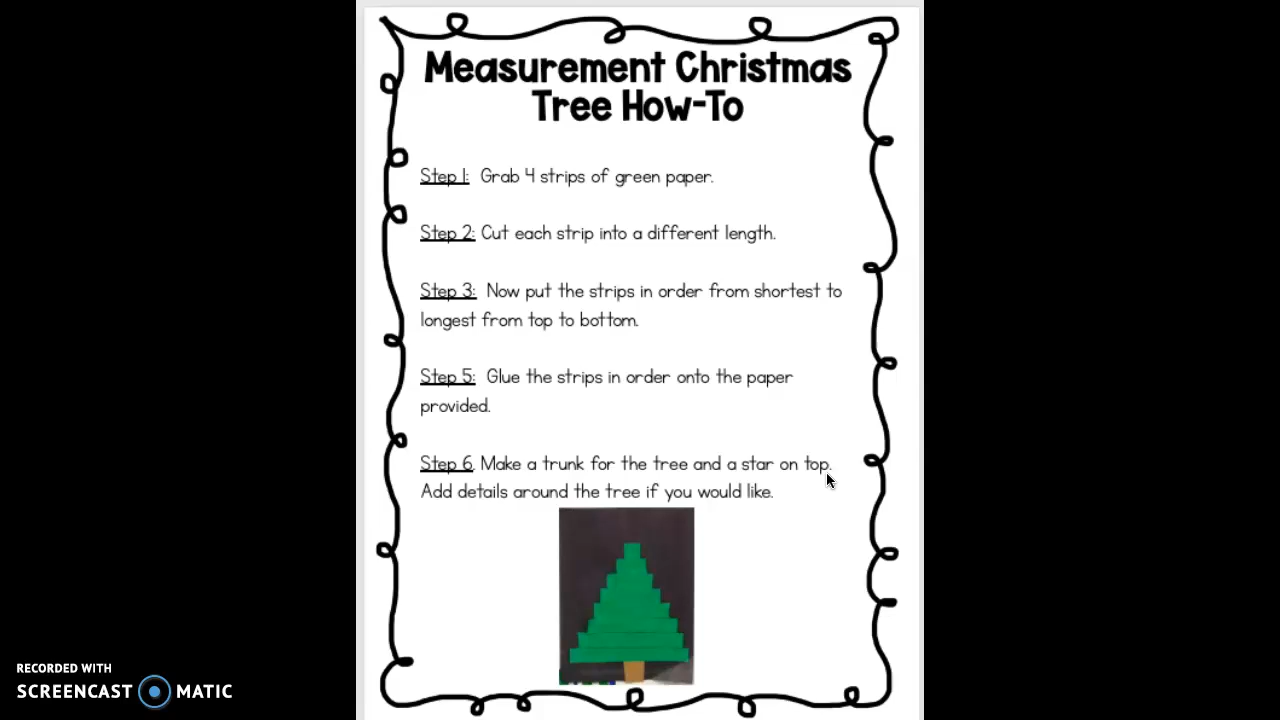 Measurement Christmas
Tree How-To
Step 1: Grab 4 strips of green paper.
Step 2: Cut each strip into a different length.
Step 3: Now put the strips in order from shortest to
longest from top to bottom.
Step 5: Glue the strips in order onto the paper
provided.
Step 6. Make a trunk for the tree and a star on top.
Add details around the tree if you would like.
RECORDED WITH
SCREENCAST MATIC